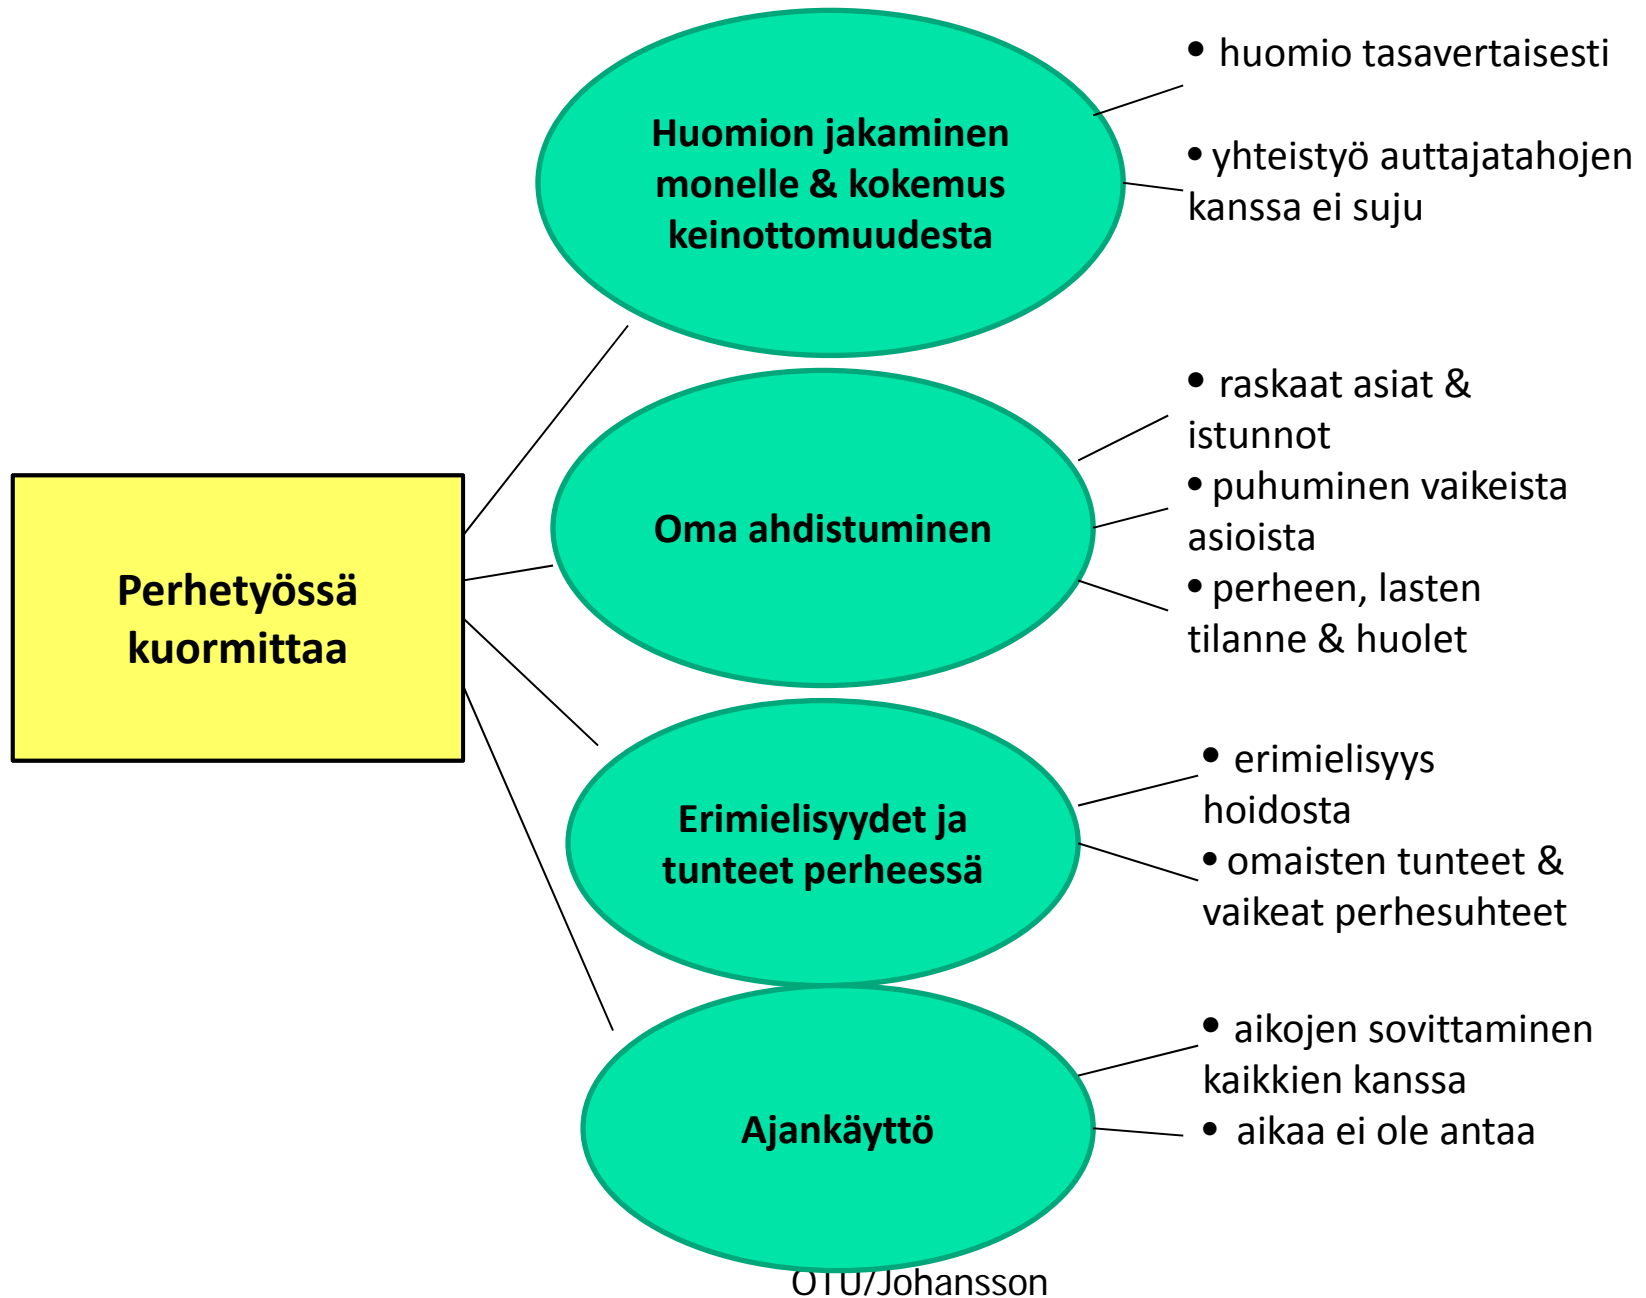 Perhetyössä
kuormittaa
Huomion jakaminen
monelle & kokemus
keinottomuudesta
• huomio tasavertaisesti
• yhteistyö auttajatahojen
kanssa ei suju
Oma ahdistuminen
• raskaat asiat &
istunnot
• puhuminen vaikeista
asioista
• perheen, lasten
tilanne & huolet
Erimielisyydet ja
tunteet perheessä
• erimielisyys
hoidosta
• omaisten tunteet &
vaikeat perhesuhteet
Ajankäyttö
• aikojen sovittaminen
kaikkien kanssa
• aikaa ei ole antaa
OTU/Johansson